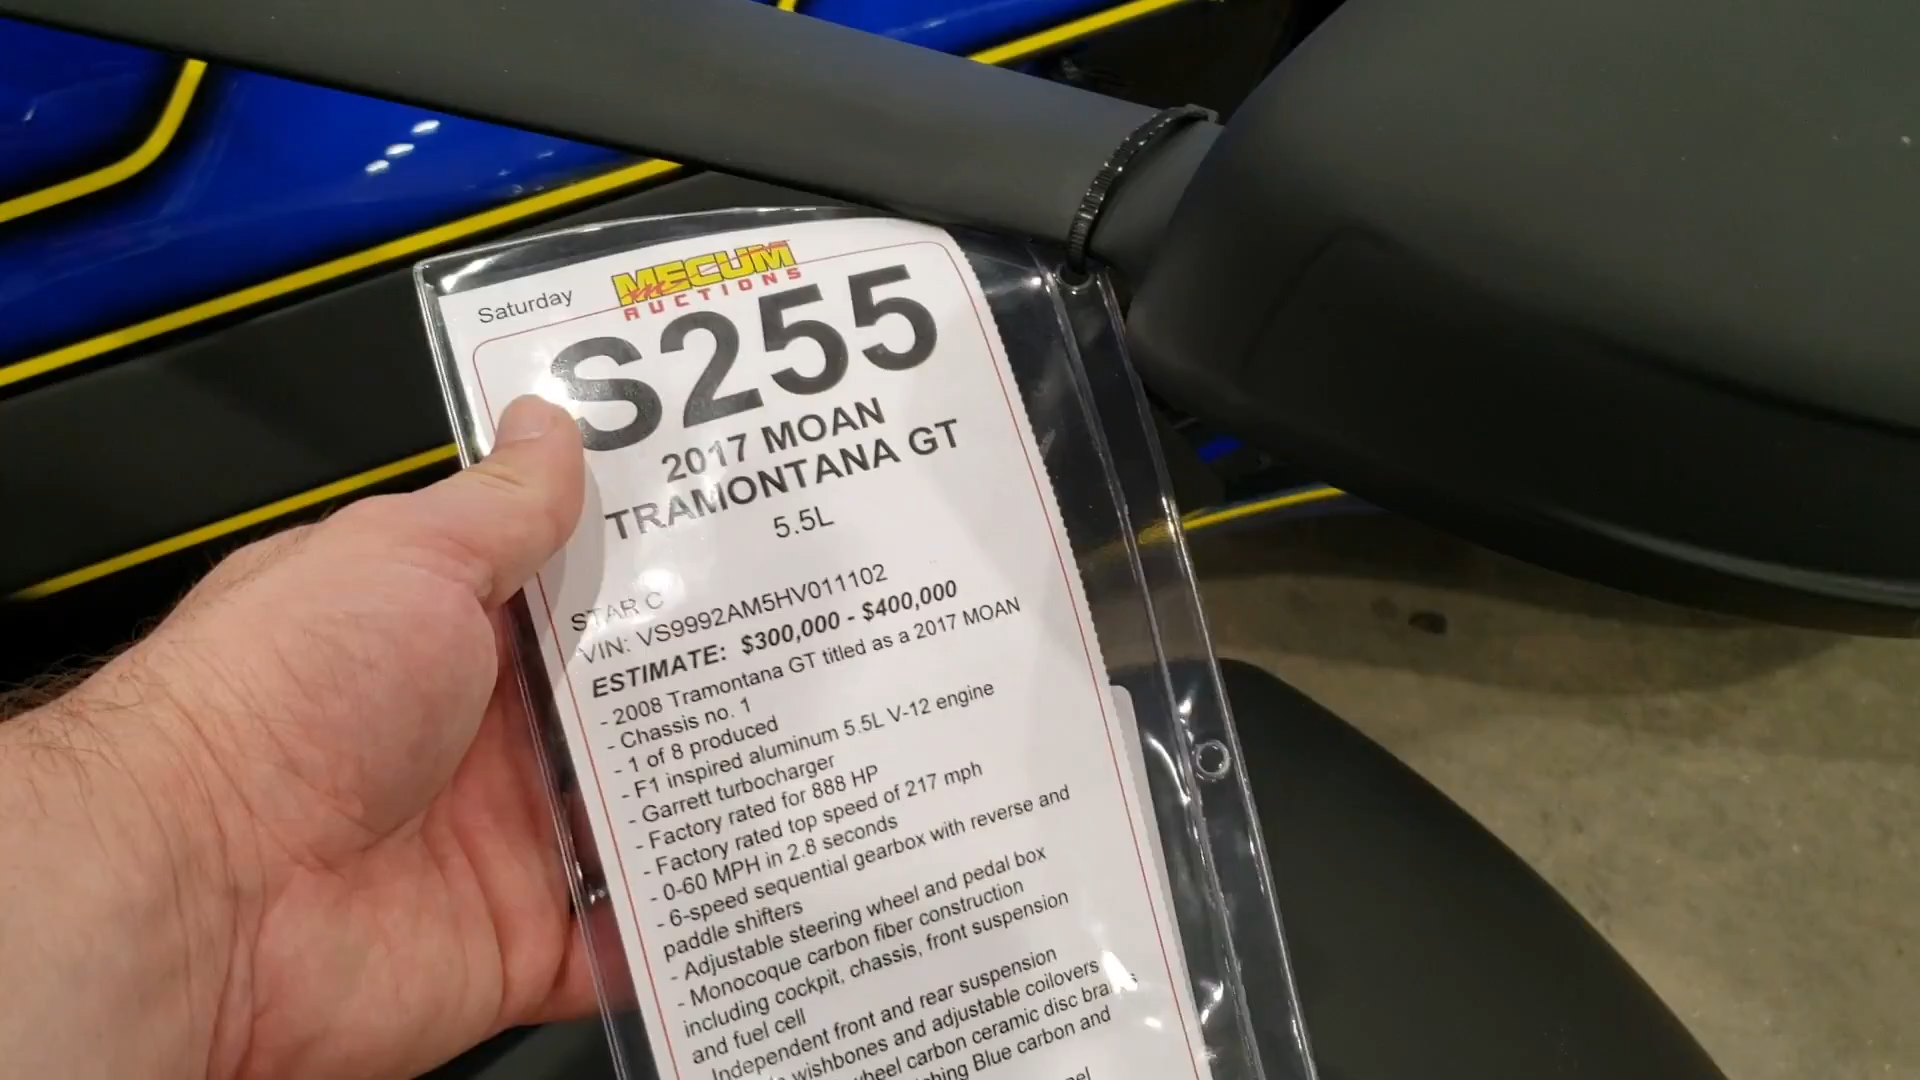 Saturday
MECUM
AUCTIONS
S255
2017 MOAN
TRAMONTANA GT
5.5L
STAR C
VIN: VS9992AM5HV011102
ESTIMATE: $300,000 - $400,000
- 2008 Tramontana GT titled as a 2017 MOAN
- Chassis no. 1
- 1 of 8 produced
- F1 inspired aluminum 5.5L V-12 engine
- Garrett turbocharger
- Factory rated for 888 HP
- Factory rated top speed of 217 mph
- 0-60 MPH in 2.8 seconds
- 6-speed sequential gearbox with reverse and
paddle shifters
- Adjustable steering wheel and pedal box
- Monocoque carbon fiber construction
including cockpit, chassis, front suspension
and fuel cell
Independent front and rear suspension
wishbones and adjustable coilovers
carbon ceramic disc
Blue carbon and